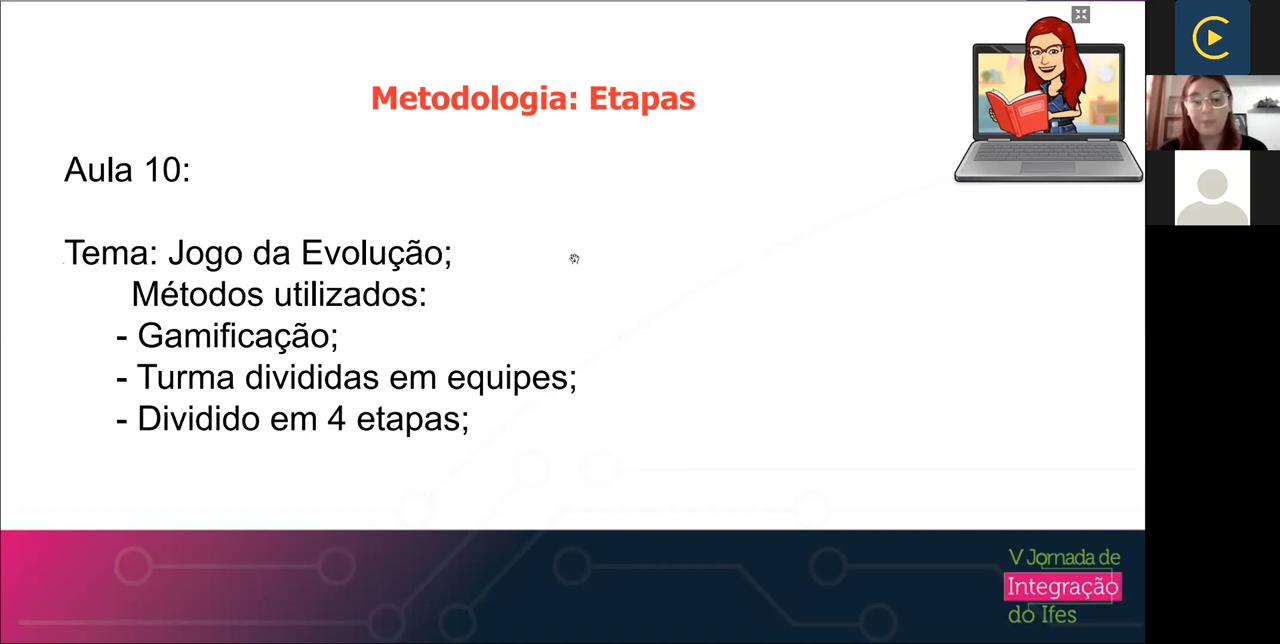 Metodologia: Etapas
Aula 10:
Tema: Jogo da Evolução;
Métodos utilizados:
- Gamificação;
- Turma divididas em equipes;
- Dividido em 4 etapas;
V Jornada de
Integração
do Ifes